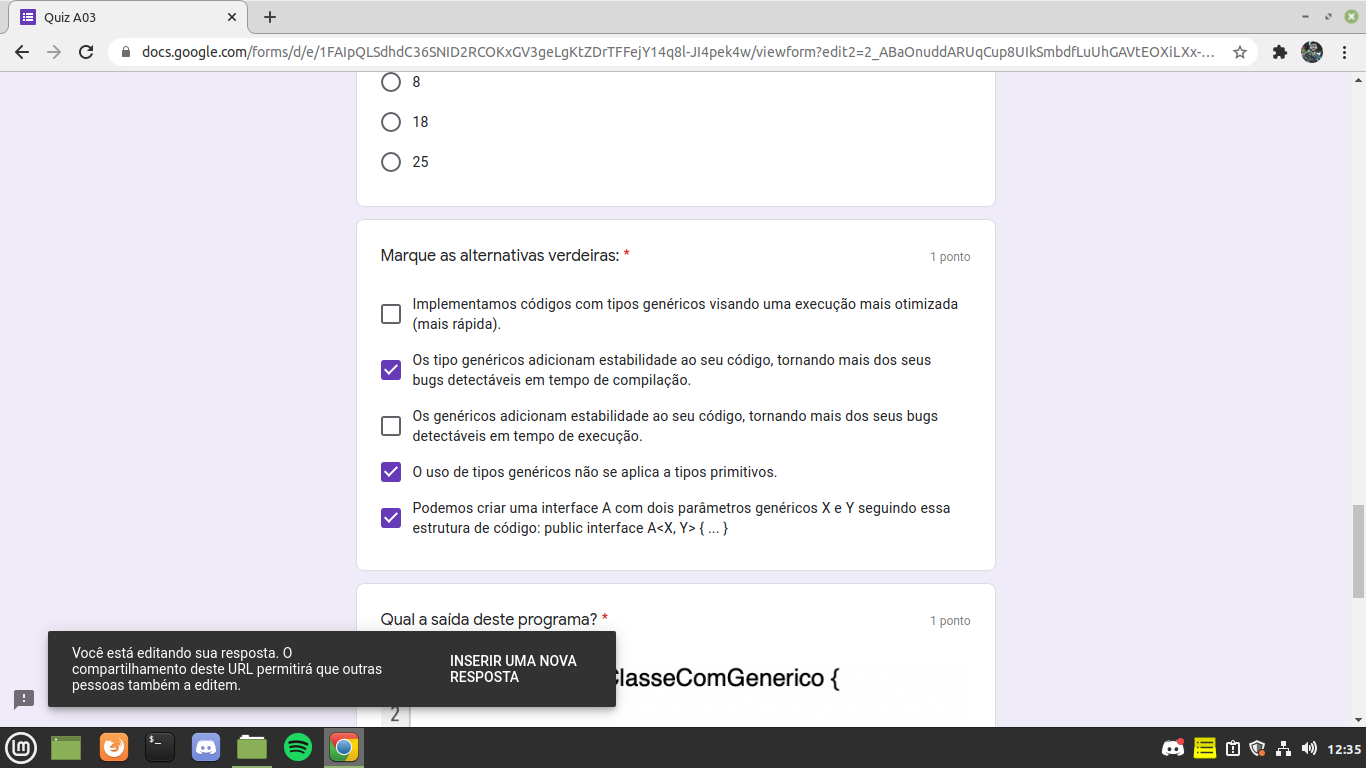 Quiz A03
docs.google.com/forms/d/e/1FAIpQLSdhdC36SNID2RCOKxGV3geLgKtZDrTFFejY14q8l-JI4pek4w/viewform?edit2=2_ABaOnuddARUqCup8UIkSmbdfLuUhGAVtEOXiLXx-...
8
18
25
Marque as alternativas verdeiras: *
1 ponto
Implementamos códigos com tipos genéricos visando uma execução mais otimizada
(mais rápida).
Os tipo genéricos adicionam estabilidade ao seu código, tornando mais dos seus
bugs detectáveis em tempo de compilação.
Os genéricos adicionam estabilidade ao seu código, tornando mais dos seus bugs
detectáveis em tempo de execução.
O uso de tipos genéricos não se aplica a tipos primitivos.
Podemos criar uma interface A com dois parâmetros genéricos X e Y seguindo essa
estrutura de código: public interface A<X, Y> { ... }
Qual a saída deste programa? *
1 ponto
ClasseComGenerico {
2
Você está editando sua resposta. O
compartilhamento deste URL permitirá que outras
pessoas também a editem.
INSERIR UMA NOVA
RESPOSTA
12:35